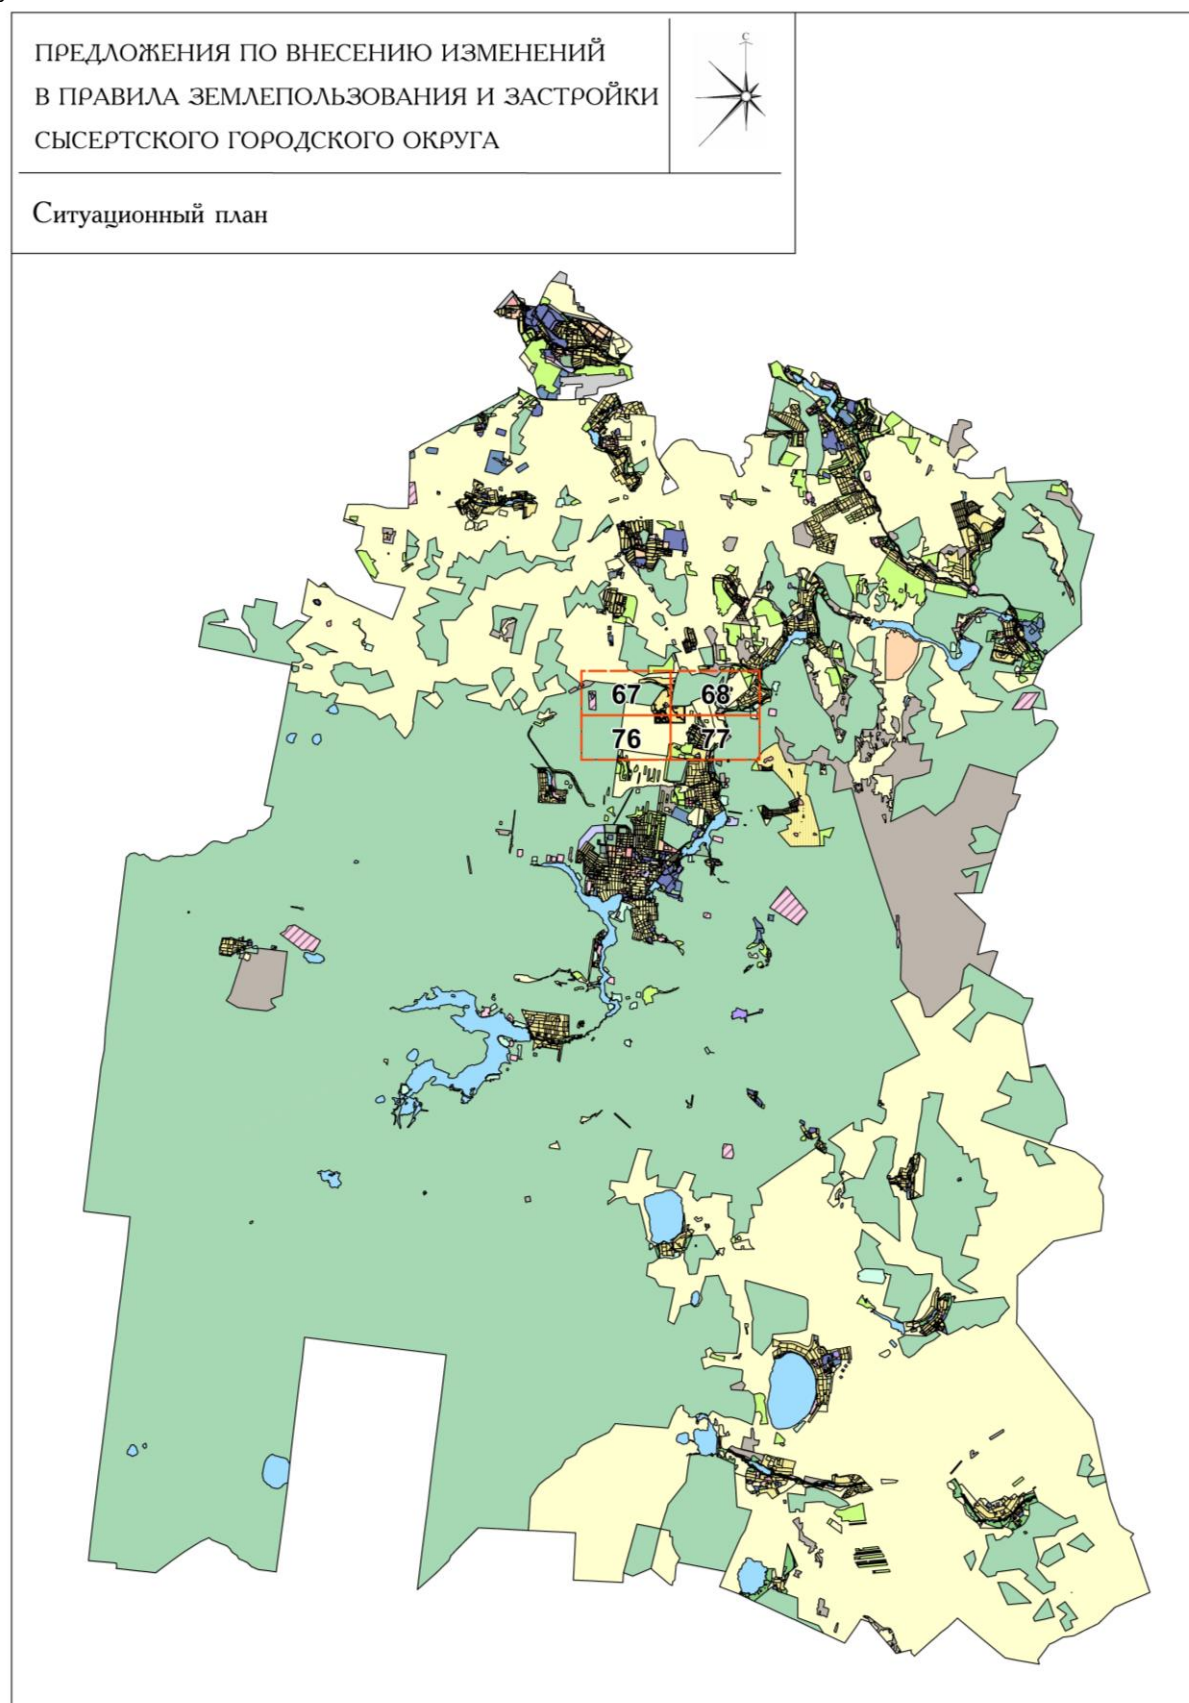 ПРЕДЛОЖЕНИЯ ПО ВНЕСЕНИЮ ИЗМЕНЕНИЙ
В ПРАВИЛА ЗЕМЛЕПОЛЬЗОВАНИЯ И ЗАСТРОЙКИ
СЫСЕРТСКОГО ГОРОДСКОГО ОКРУГА
С
Ситуационный план
67 68
76 77